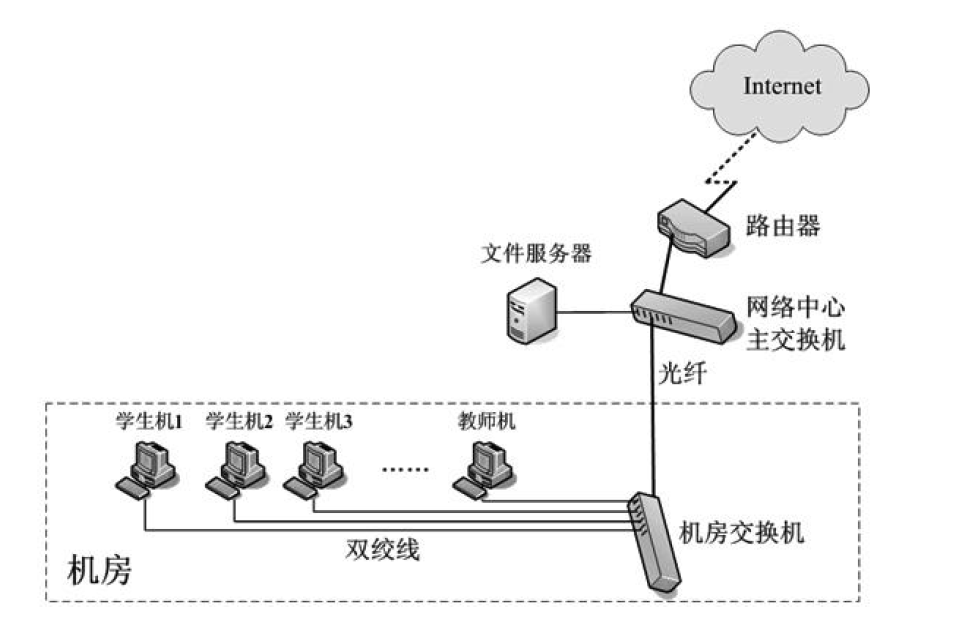 Internet
路由器
文件服务器
网络中心
主交换机
光纤
学生机1 学生机2 学生机3 教师机
……
机房交换机
双绞线
机房